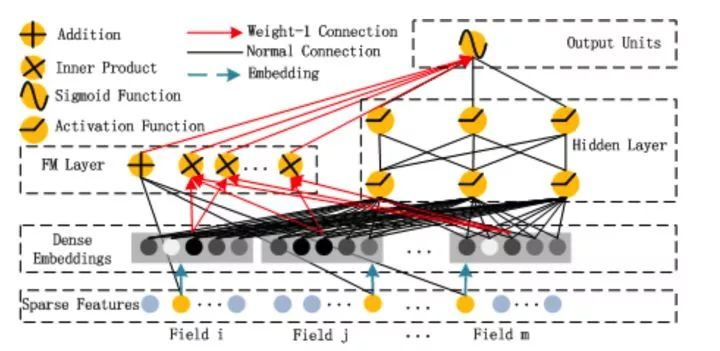 Addition
Weight-1 Connection
Normal Connection
Output Units
Inner Product
Embedding
Sigmoid Function
Activation Function
Hidden Layer
FM Layer
...
Dense
Embeddings
...
Sparse Features
... ... ... ...
Field i Field j ... Field m